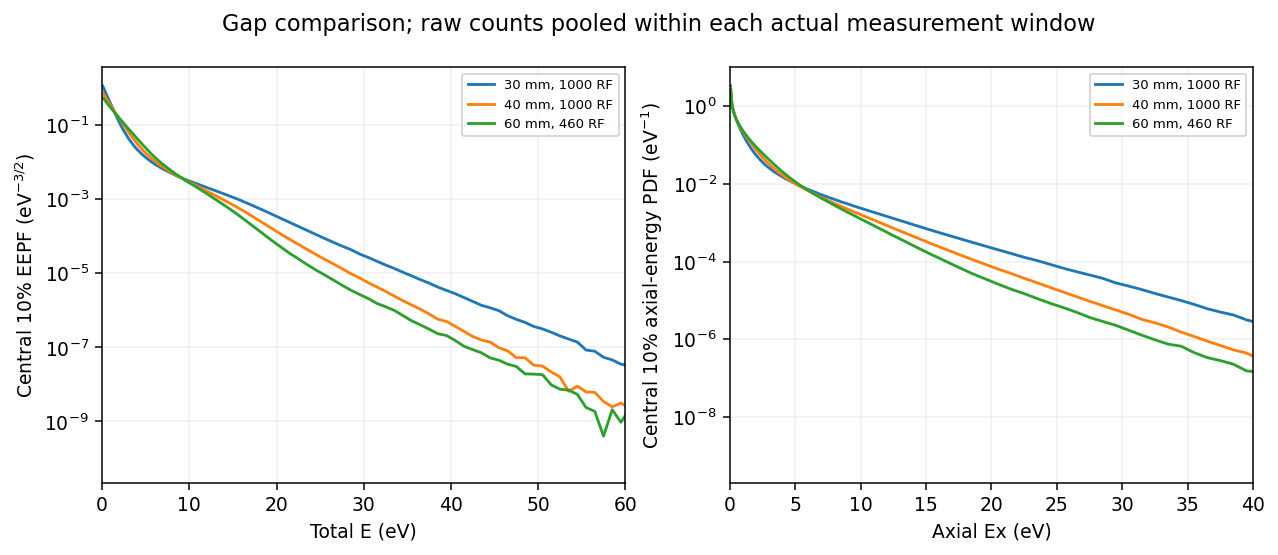 Gap comparison; raw counts pooled within each actual measurement window
Central 10% EEPF (eV⁻³ᐟ²)
10⁻¹
10⁻³
10⁻⁵
10⁻⁷
10⁻⁹
30 mm, 1000 RF
40 mm, 1000 RF
60 mm, 460 RF
0 10 20 30 40 50 60
Total E (eV)
Central 10% axial-energy PDF (eV⁻¹)
10⁰
10⁻²
10⁻⁴
10⁻⁶
10⁻⁸
30 mm, 1000 RF
40 mm, 1000 RF
60 mm, 460 RF
0 5 10 15 20 25 30 35 40
Axial Ex (eV)